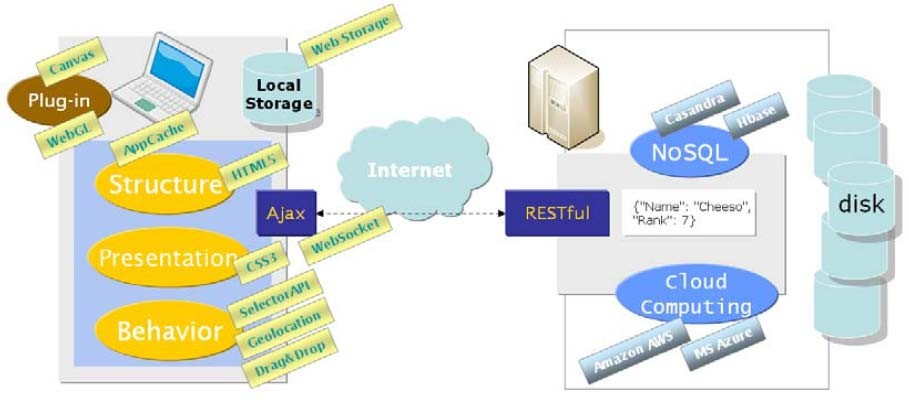 Canvas
Web Storage
Plug-in
Local
Storage
WebGL
AppCache
Structure
HTML5
Internet
Casandra
Hbase
NoSQL
Ajax
RESTful
{"Name": "Cheeso",
"Rank": 7}
disk
WebSocket
Presentation
CSS3
SelectorAPI
Behavior
Geolocation
Drag&Drop
Cloud
Computing
Amazon AWS
MS Azure